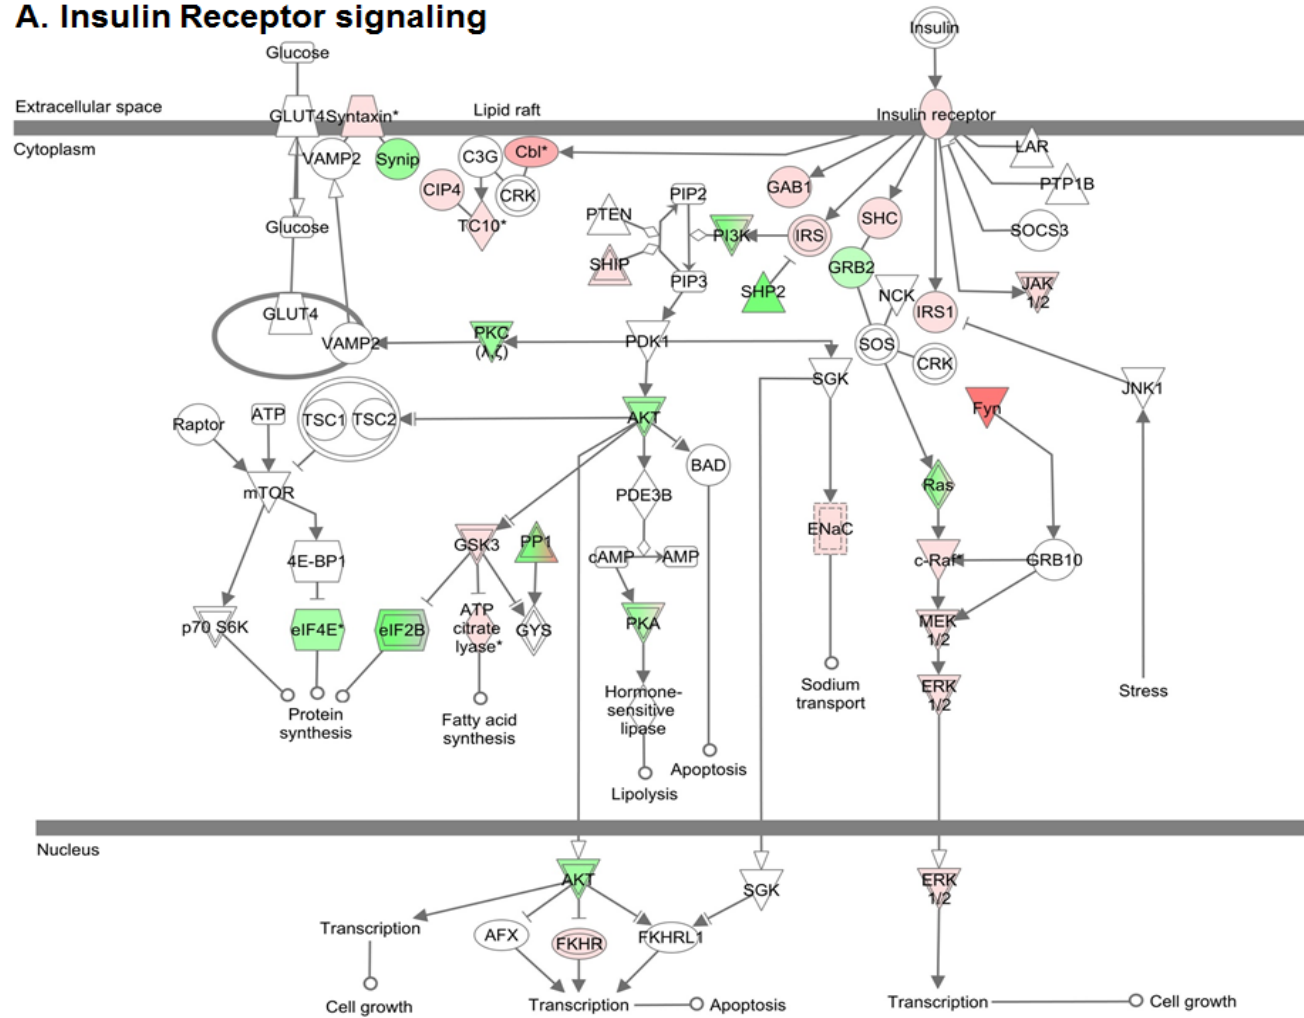 A. Insulin Receptor signaling
Insulin
Glucose
Extracellular space
Lipid raft
GLUT4
Syntaxin*
Insulin receptor
Cytoplasm
VAMP2
Synip
C3G
Cbl*
LAR
CIP4
CRK
GAB1
PTP1B
PIP2
PTEN
TC10*
SHC
Glucose
PI3K
IRS
SOCS3
SHIP
GRB2
PIP3
SHP2
NCK
JAK
1/2
GLUT4
IRS1
VAMP2
PKC
(λ,ζ)
PDK1
SOS
CRK
SGK
JNK1
Raptor
ATP
TSC1
TSC2
AKT
Fyn
BAD
mTOR
PDE3B
Ras
ENaC
4E-BP1
GSK3
PP1
cAMP
AMP
c-Raf*
GRB10
p70 S6K
eIF4E*
eIF2B
ATP
citrate
lyase*
GYS
PKA
MEK
1/2
ERK
1/2
Protein
synthesis
Fatty acid
synthesis
Hormone-
sensitive
lipase
Sodium
transport
Stress
Apoptosis
Lipolysis
Nucleus
AKT
SGK
ERK
1/2
Transcription
AFX
FKHR
FKHRL1
Cell growth
Transcription
Apoptosis
Transcription
Cell growth